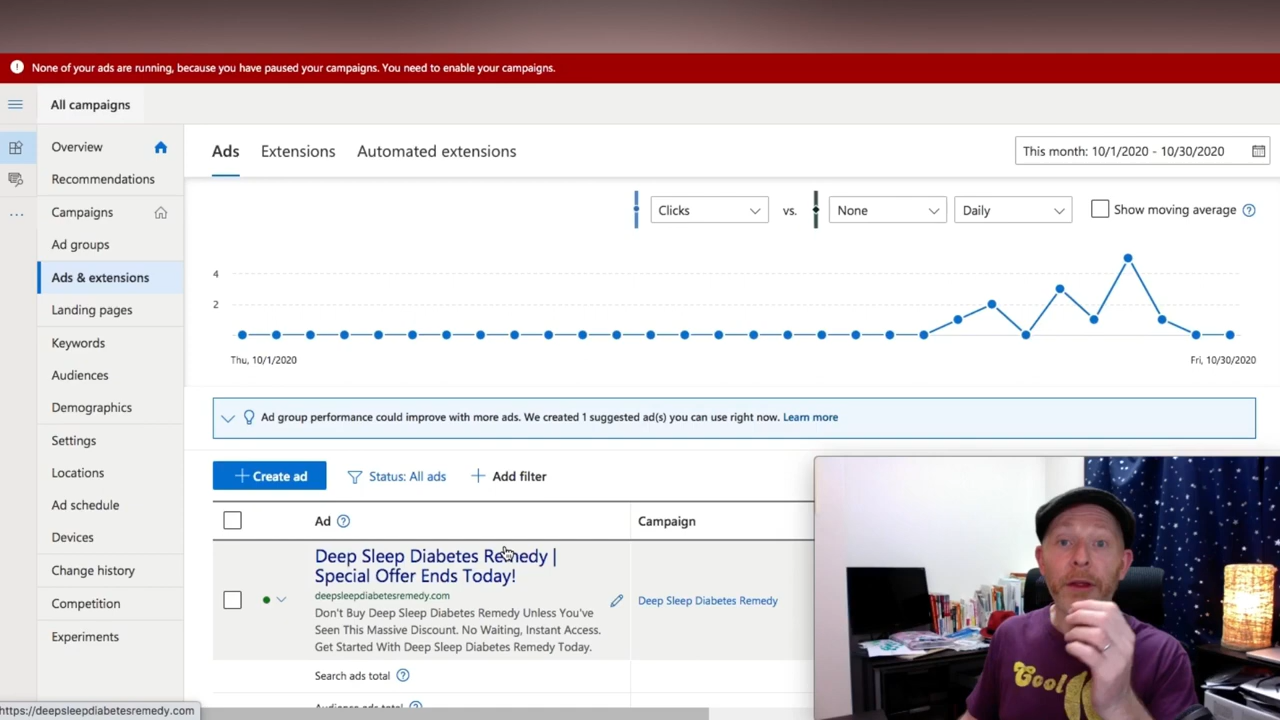 None of your ads are running, because you have paused your campaigns. You need to enable your campaigns.
All campaigns
Overview
Recommendations
Campaigns
Ad groups
Ads & extensions
Landing pages
Keywords
Audiences
Demographics
Settings
Locations
Ad schedule
Devices
Change history
Competition
Experiments
Ads
Extensions
Automated extensions
This month: 10/1/2020 - 10/30/2020
Clicks
vs.
None
Daily
Show moving average
4
2
Thu, 10/1/2020
Fri, 10/30/2020
Ad group performance could improve with more ads. We created 1 suggested ad(s) you can use right now. Learn more
Create ad
Status: All ads
Add filter
Ad
Campaign
Deep Sleep Diabetes Remedy |
Special Offer Ends Today!
deepsleepdiabetesremedy.com
Don't Buy Deep Sleep Diabetes Remedy Unless You've
Seen This Massive Discount. No Waiting, Instant Access.
Get Started With Deep Sleep Diabetes Remedy Today.
Deep Sleep Diabetes Remedy
Search ads total
Audience ads total
https://deepsleepdiabetesremedy.com
Cool